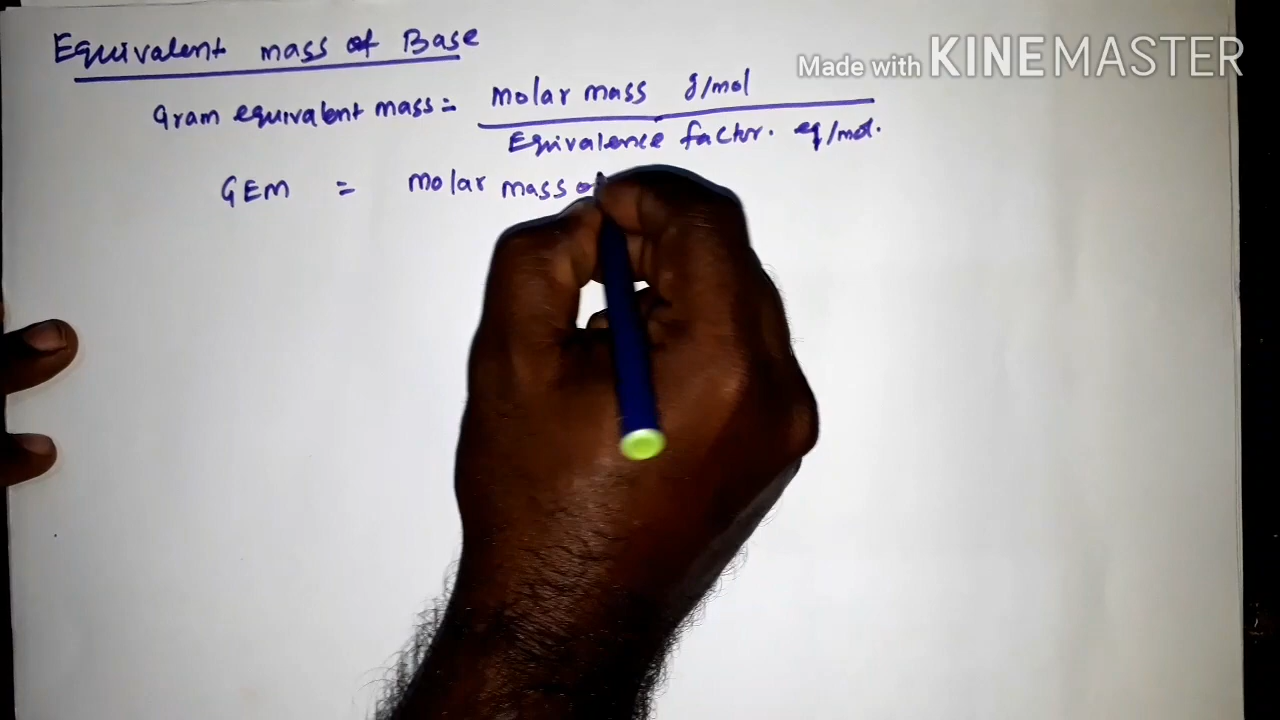 Equivalent mass of Base
Made with KINEMASTER
Gram equivalent mass = molar mass g/mol
Equivalence factor. eq/mol.
GEM = molar mass